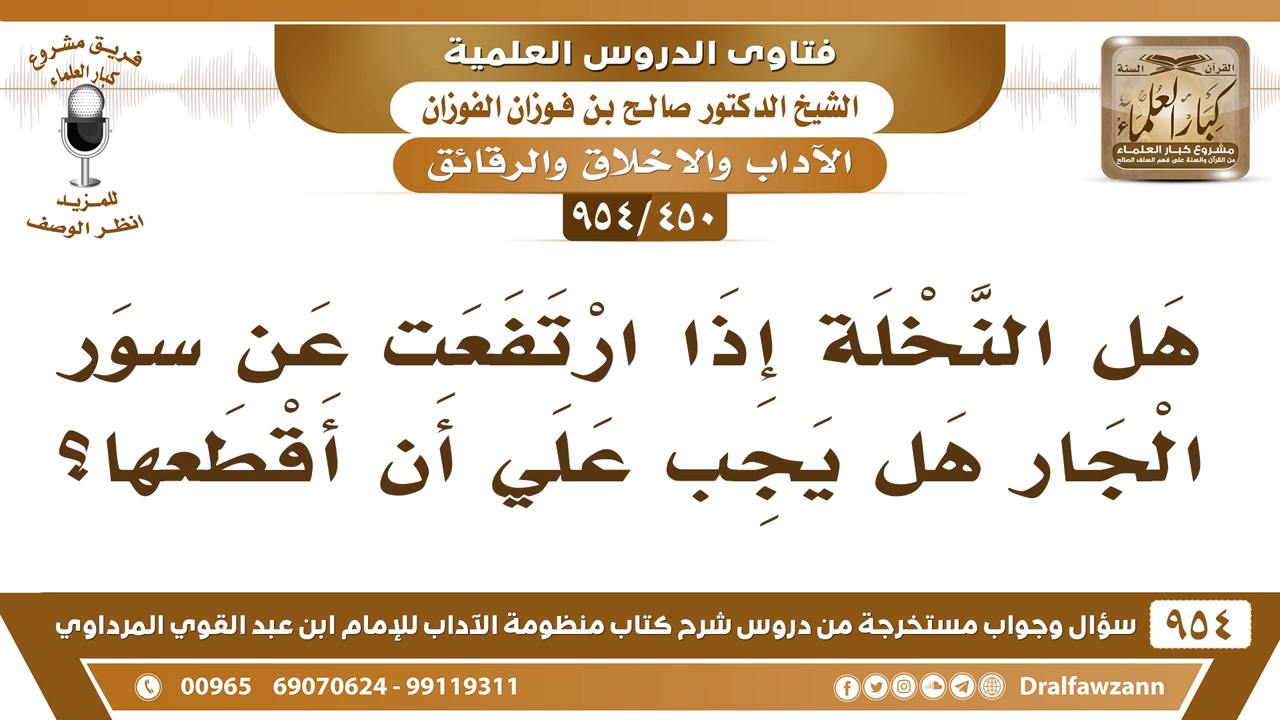 فريق مشروع
كبار العلماء
للمزيد
انظر الوصف
فتاوى الدروس العلمية
الشيخ الدكتور صالح بن فوزان الفوزان
الآداب والاخلاق والرقائق
٩٥٤/٤٥٠
القرآن السنة
كبار العلماء
مشروع كبار العلماء
من القرآن والسنة على فهم السلف الصالح
هَل النَّخْلَة إِذَا ارْتَفَعَت عَن سوَر
الْجَار هَل يَجِب عَلَي أَن أَقْطَعها؟
سؤال وجواب مستخرجة من دروس شرح كتاب منظومة الآداب للإمام ابن عبد القوي المرداوي
٩٥٤
00965 69070624 - 99119311
Dralfawzann